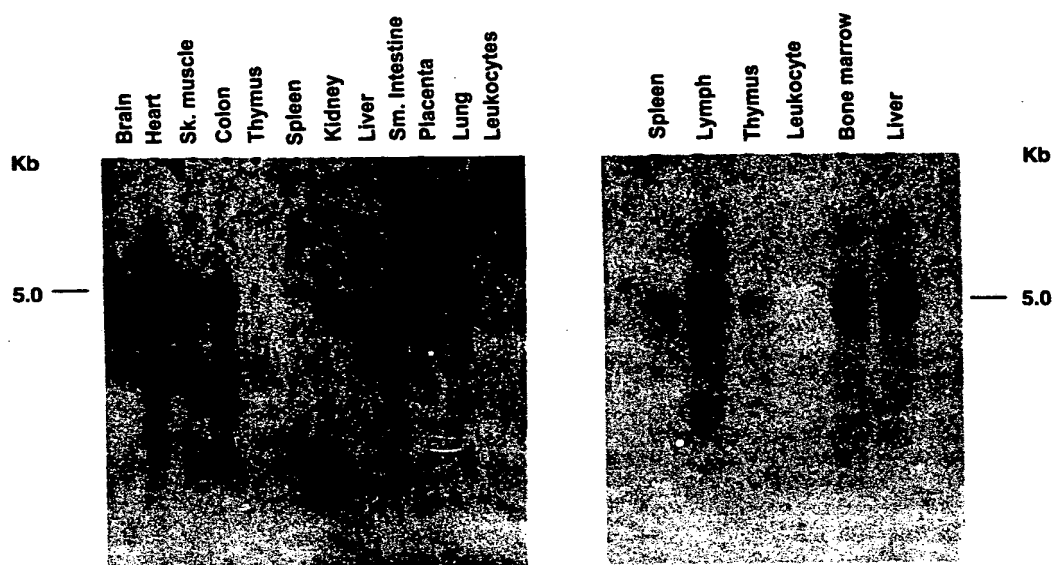 Brain
Heart
Sk. muscle
Colon
Thymus
Spleen
Kidney
Liver
Sm. Intestine
Placenta
Lung
Leukocytes
Kb
5.0
Spleen
Lymph
Thymus
Leukocyte
Bone marrow
Liver
Kb
5.0